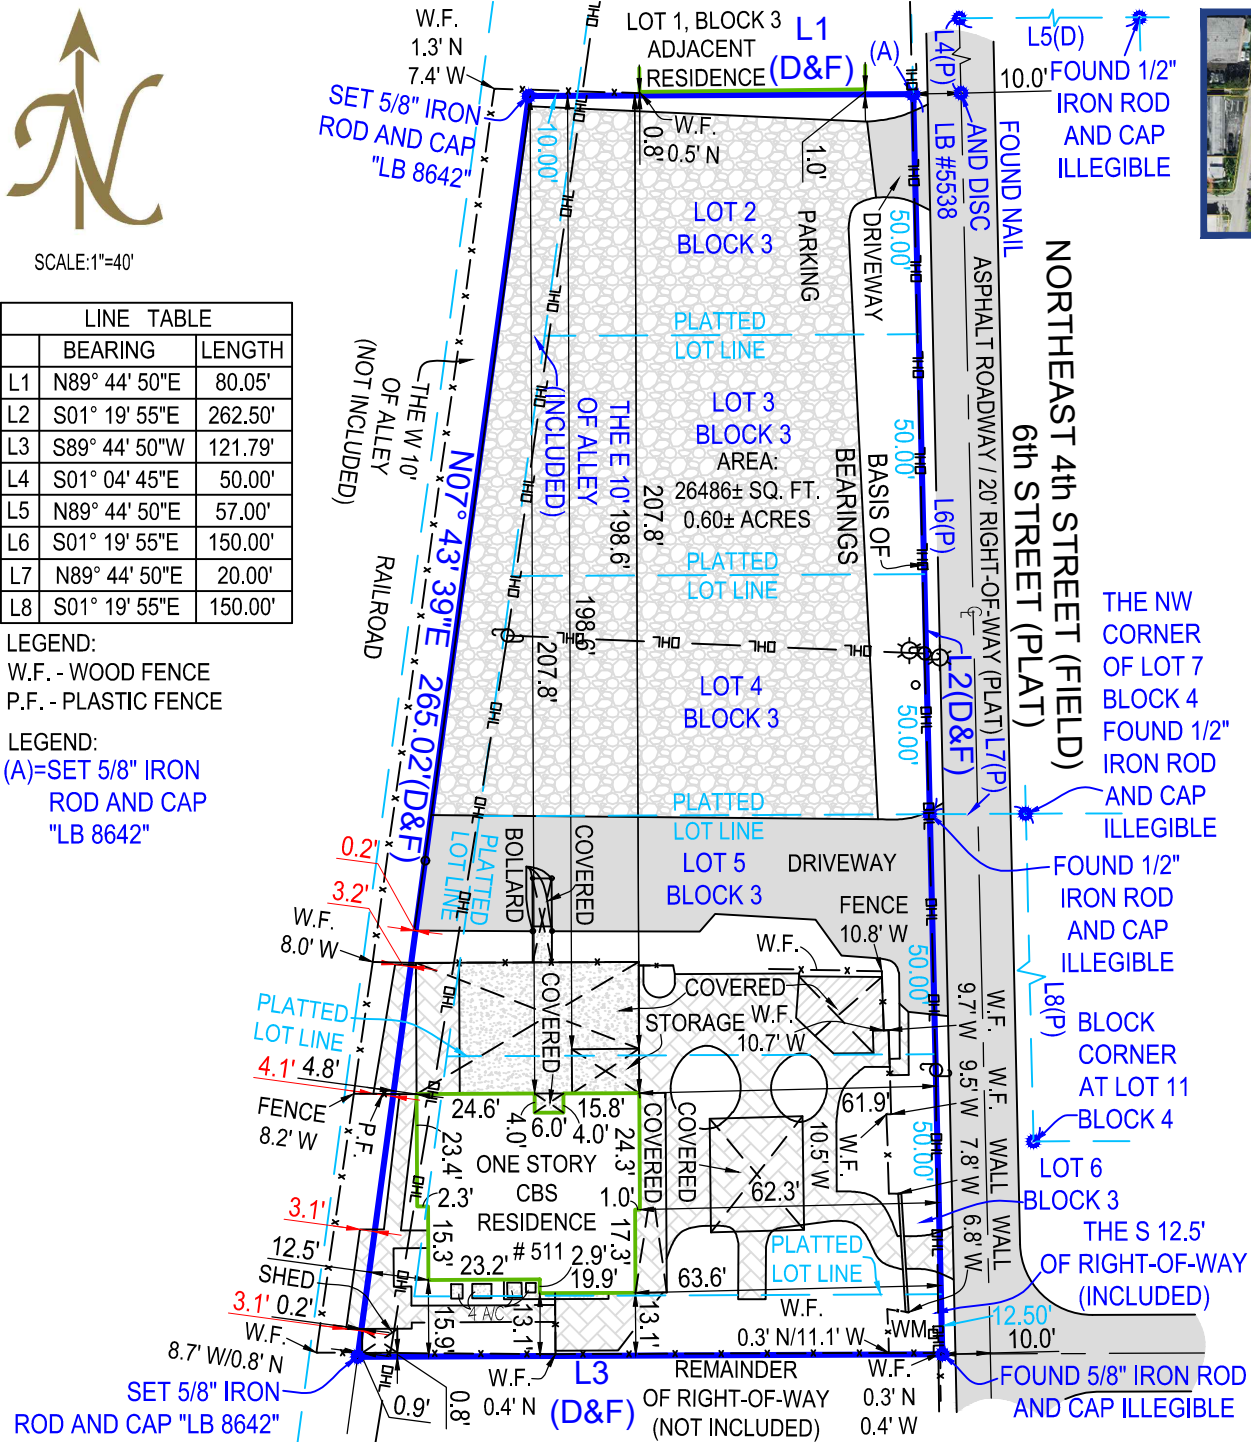 N
SCALE:1"=40'
LINE TABLE
BEARING LENGTH
L1 N89° 44' 50"E 80.05'
L2 S01° 19' 55"E 262.50'
L3 S89° 44' 50"W 121.79'
L4 S01° 04' 45"E 50.00'
L5 N89° 44' 50"E 57.00'
L6 S01° 19' 55"E 150.00'
L7 N89° 44' 50"E 20.00'
L8 S01° 19' 55"E 150.00'
LEGEND:
W.F. - WOOD FENCE
P.F. - PLASTIC FENCE
LEGEND:
(A)=SET 5/8" IRON
ROD AND CAP
"LB 8642"
W.F.
1.3' N
7.4' W
SET 5/8" IRON
ROD AND CAP
"LB 8642"
LOT 1, BLOCK 3
ADJACENT
RESIDENCE
L1
(D&F)
(A)
L4(P)
L5(D)
10.0'
FOUND 1/2"
IRON ROD
AND CAP
ILLEGIBLE
FOUND NAIL
AND DISC
LB #5538
10.00'
0.8'
W.F.
0.5' N
1.0'
LOT 2
BLOCK 3
PARKING
DRIVEWAY
50.00'
PLATTED
LOT LINE
THE W 10'
OF ALLEY
(NOT INCLUDED)
RAILROAD
N07° 43' 39"E 265.02'(D&F)
THE E 10'
OF ALLEY
(INCLUDED)
198.6'
207.8'
198.6'
207.8'
LOT 3
BLOCK 3
AREA:
26486± SQ. FT.
0.60± ACRES
BASIS OF
BEARINGS
50.00'
L6(P)
PLATTED
LOT LINE
ASPHALT ROADWAY / 20' RIGHT-OF-WAY (PLAT)
NORTHEAST 4th STREET (FIELD)
6th STREET (PLAT)
LOT 4
BLOCK 3
50.00'
L2(D&F)
L7(P)
THE NW
CORNER
OF LOT 7
BLOCK 4
FOUND 1/2"
IRON ROD
AND CAP
ILLEGIBLE
PLATTED
LOT LINE
PLATTED
LOT LINE
LOT 5
BLOCK 3
DRIVEWAY
BOLLARD
COVERED
FOUND 1/2"
IRON ROD
AND CAP
ILLEGIBLE
0.2'
3.2'
W.F.
8.0' W
FENCE
10.8' W
W.F.
50.00'
PLATTED
LOT LINE
COVERED
COVERED
STORAGE
W.F.
10.7' W
W.F.
9.7' W
L8(P)
BLOCK
CORNER
AT LOT 11
BLOCK 4
4.1' 4.8'
FENCE
8.2' W
P.F.
24.6'
4.0'
6.0'
15.8'
4.0'
61.9'
W.F.
9.5' W
23.4'
ONE STORY
CBS
RESIDENCE
# 511
24.3'
COVERED
COVERED
10.5' W
W.F.
50.00'
WALL
7.8' W
LOT 6
BLOCK 3
2.3'
1.0'
62.3'
3.1'
15.3'
17.3'
WALL
6.8' W
12.5'
SHED
23.2'
2.9'
19.9'
63.6'
PLATTED
LOT LINE
THE S 12.5'
OF RIGHT-OF-WAY
(INCLUDED)
4 A/C
3.1' 0.2'
W.F.
8.7' W/0.8' N
15.9'
13.1'
13.1'
W.F.
0.3' N/11.1' W
WM
12.50'
10.0'
SET 5/8" IRON
ROD AND CAP "LB 8642"
0.9'
0.8'
W.F.
0.4' N
L3
(D&F)
REMAINDER
OF RIGHT-OF-WAY
(NOT INCLUDED)
W.F.
0.3' N
0.4' W
FOUND 5/8" IRON ROD
AND CAP ILLEGIBLE